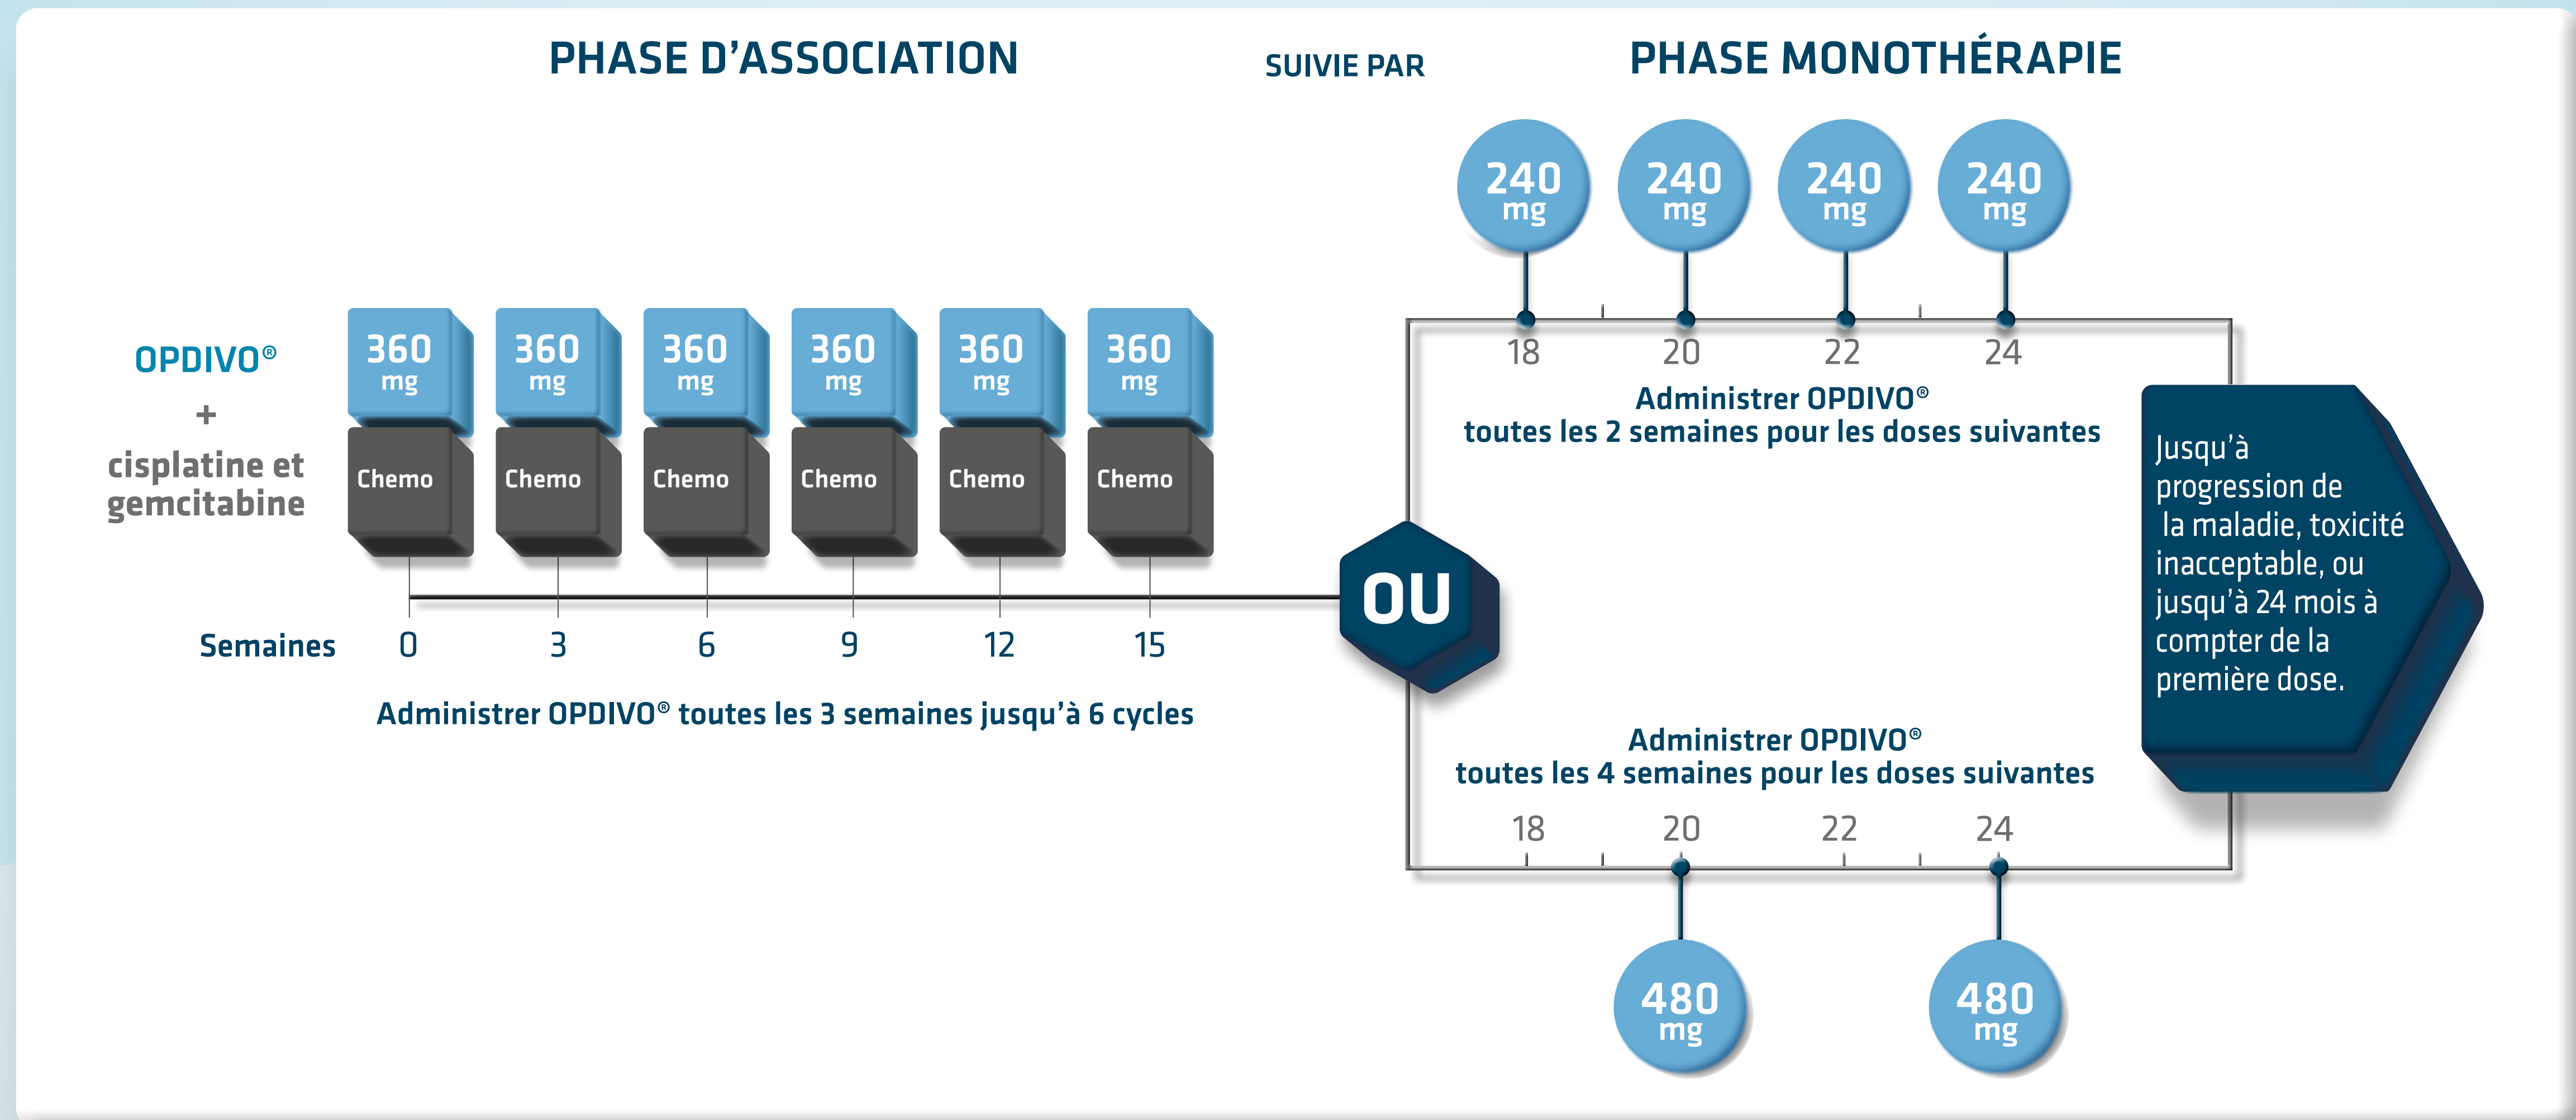 PHASE D’ASSOCIATION
SUIVIE PAR
PHASE MONOTHÉRAPIE
OPDIVO®
+
cisplatine et
gemcitabine
360 mg
360 mg
360 mg
360 mg
360 mg
360 mg
Chemo
Chemo
Chemo
Chemo
Chemo
Chemo
Semaines 0 3 6 9 12 15
Administrer OPDIVO® toutes les 3 semaines jusqu’à 6 cycles
OU
240 mg
240 mg
240 mg
240 mg
18 20 22 24
Administrer OPDIVO®
toutes les 2 semaines pour les doses suivantes
Administrer OPDIVO®
toutes les 4 semaines pour les doses suivantes
18 20 22 24
480 mg
480 mg
Jusqu’à
progression de
la maladie, toxicité
inacceptable, ou
jusqu’à 24 mois à
compter de la
première dose.